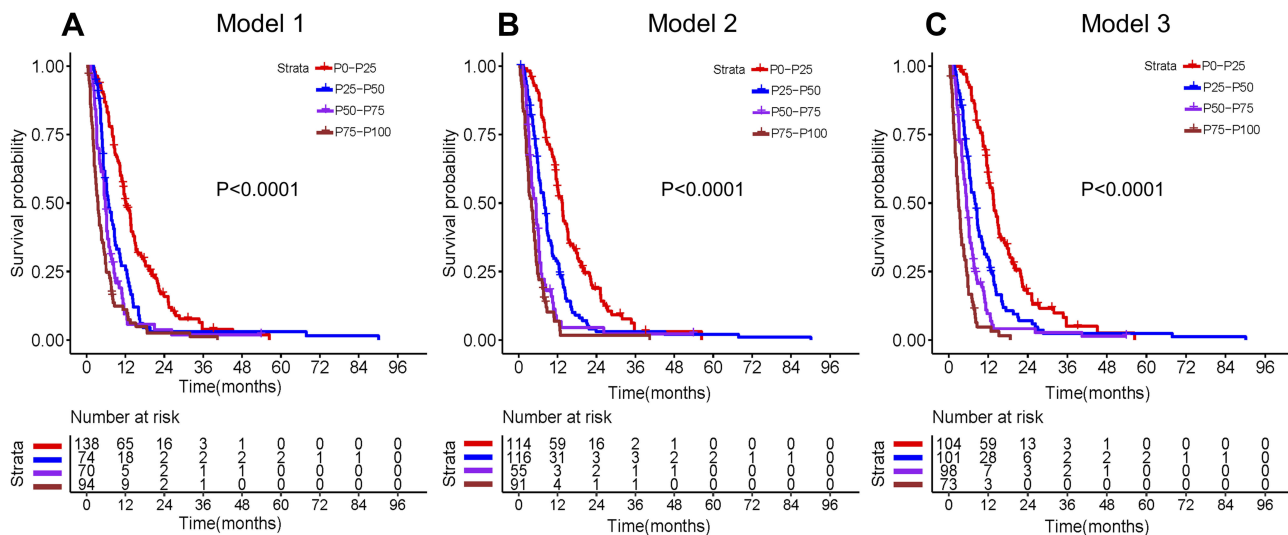 A Model 1
Strata P0-P25
P25-P50
P50-P75
P75-P100
Survival probability
1.00
0.75
0.50
0.25
0.00
P<0.0001
0 12 24 36 48 60 72 84 96
Time(months)
Number at risk
Strata
138 65 16 3 1 0 0 0 0
74 18 2 2 2 2 1 1 0
70 5 2 1 1 0 0 0 0
94 9 2 1 0 0 0 0 0
0 12 24 36 48 60 72 84 96
Time(months)
B Model 2
Strata P0-P25
P25-P50
P50-P75
P75-P100
Survival probability
1.00
0.75
0.50
0.25
0.00
P<0.0001
0 12 24 36 48 60 72 84 96
Time(months)
Number at risk
Strata
114 59 16 2 1 0 0 0 0
116 31 3 3 2 2 1 1 0
55 3 2 1 1 0 0 0 0
91 4 1 1 0 0 0 0 0
0 12 24 36 48 60 72 84 96
Time(months)
C Model 3
Strata P0-P25
P25-P50
P50-P75
P75-P100
Survival probability
1.00
0.75
0.50
0.25
0.00
P<0.0001
0 12 24 36 48 60 72 84 96
Time(months)
Number at risk
Strata
104 59 13 3 1 0 0 0 0
101 28 6 2 2 2 1 1 0
98 7 3 2 1 0 0 0 0
73 3 0 0 0 0 0 0 0
0 12 24 36 48 60 72 84 96
Time(months)